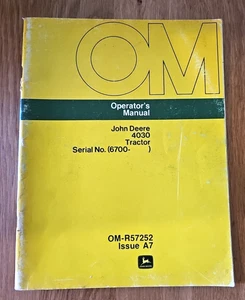 OM
Operator's
Manual
John Deere
4030
Tractor
Serial No. (6700- )
OM-R57252
Issue A7